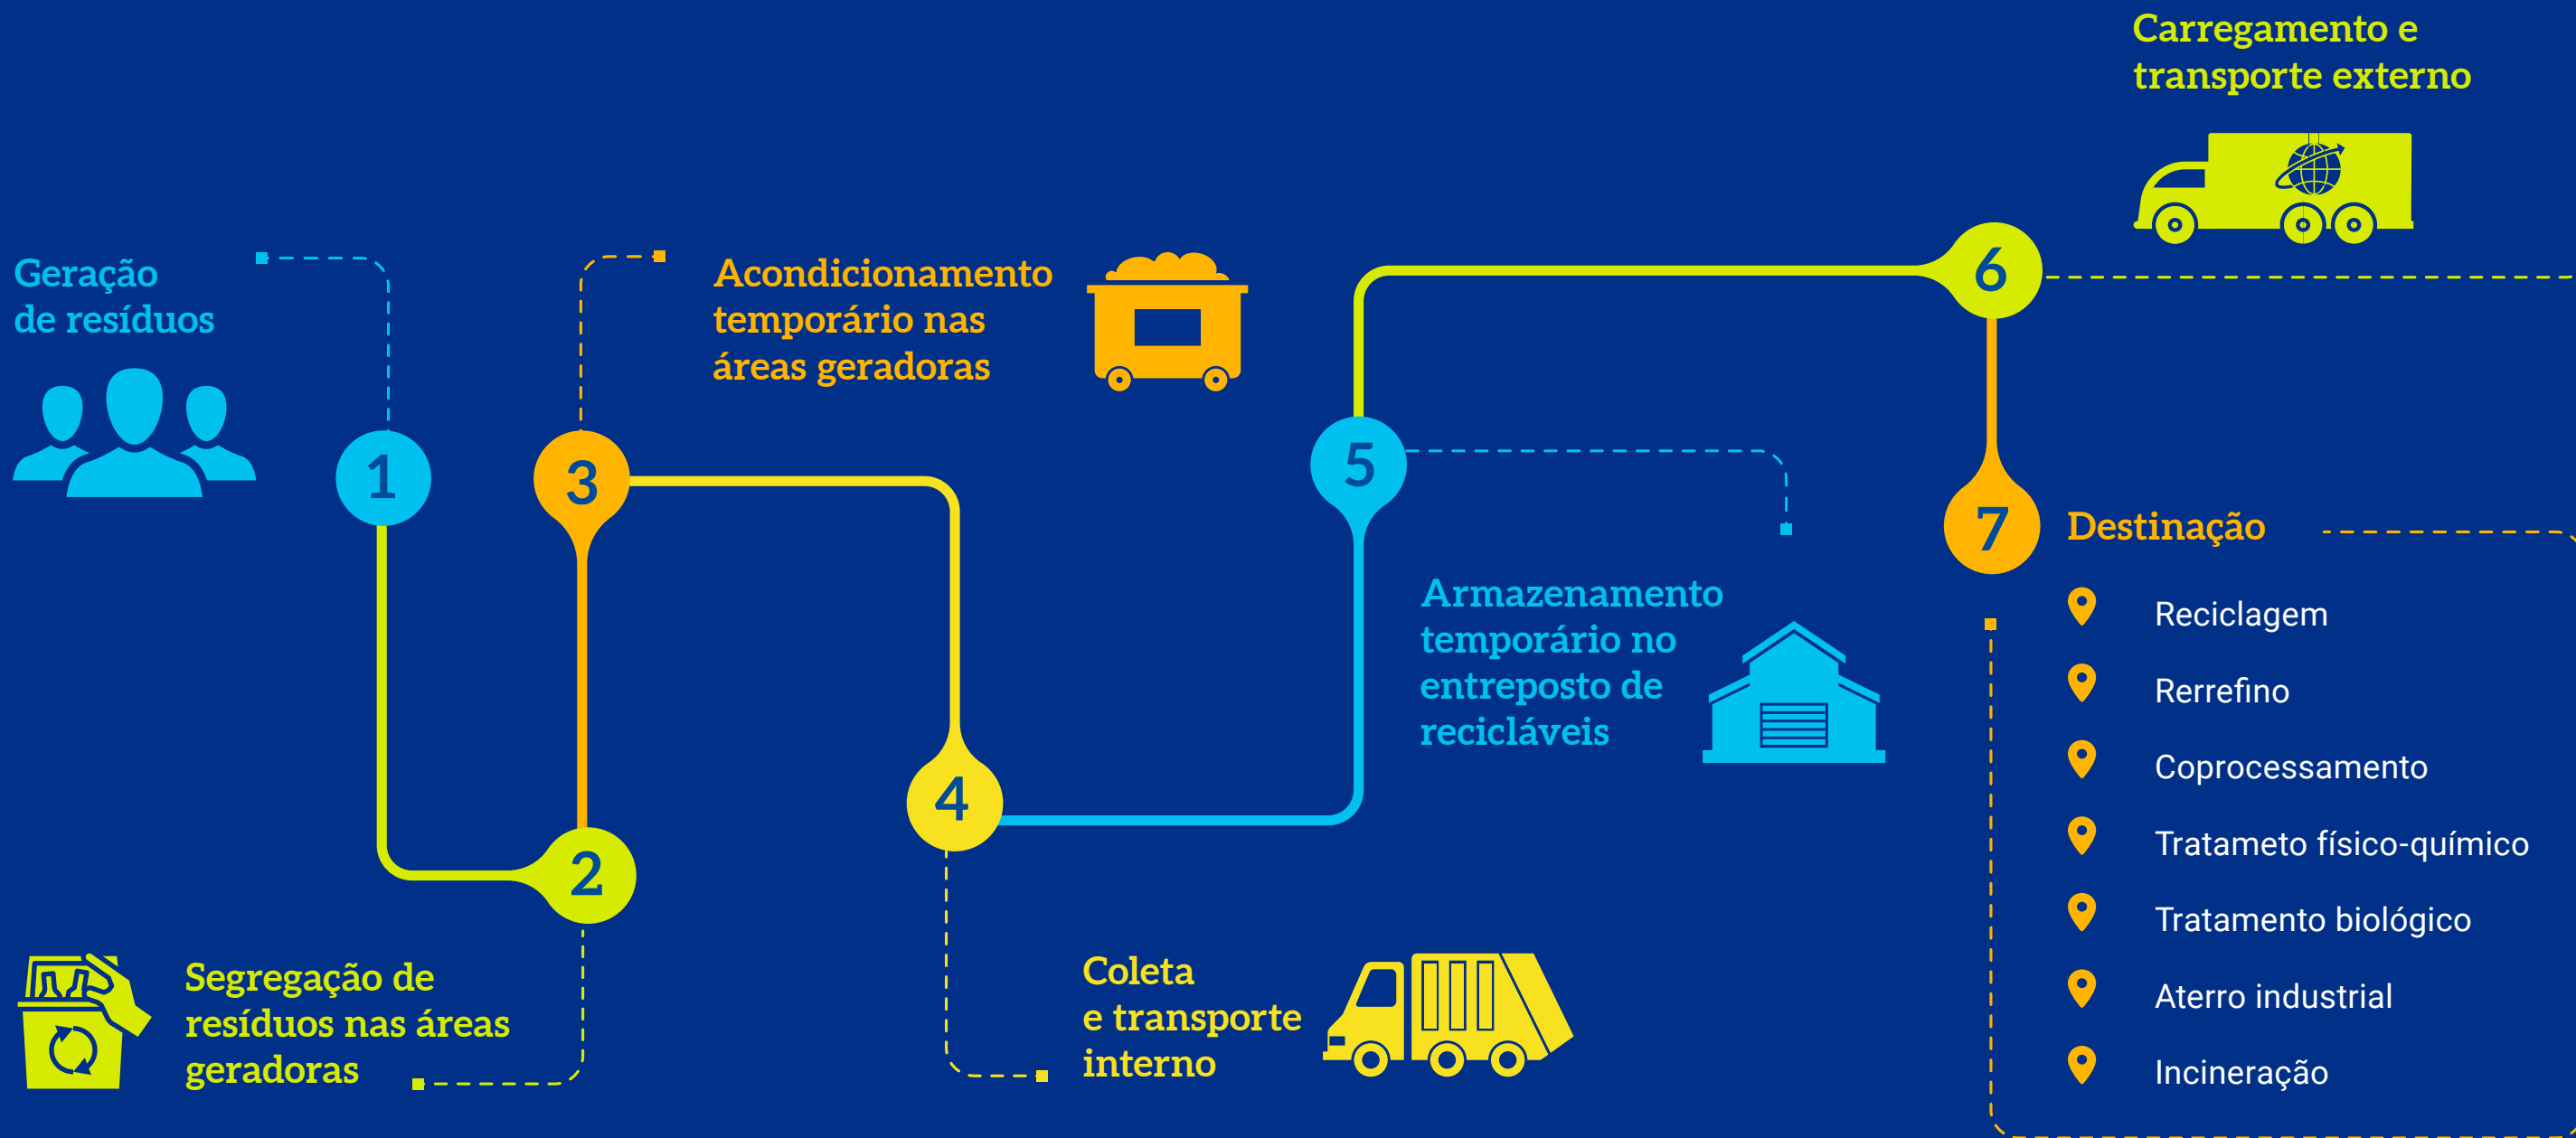 1
Geração
de resíduos
2
Segregação de
resíduos nas áreas
geradoras
3
Acondicionamento
temporário nas
áreas geradoras
4
Coleta
e transporte
interno
5
Armazenamento
temporário no
entreposto de
recicláveis
6
Carregamento e
transporte externo
7
Destinação
Reciclagem
Rerrefino
Coprocessamento
Tratameto físico-químico
Tratamento biológico
Aterro industrial
Incineração